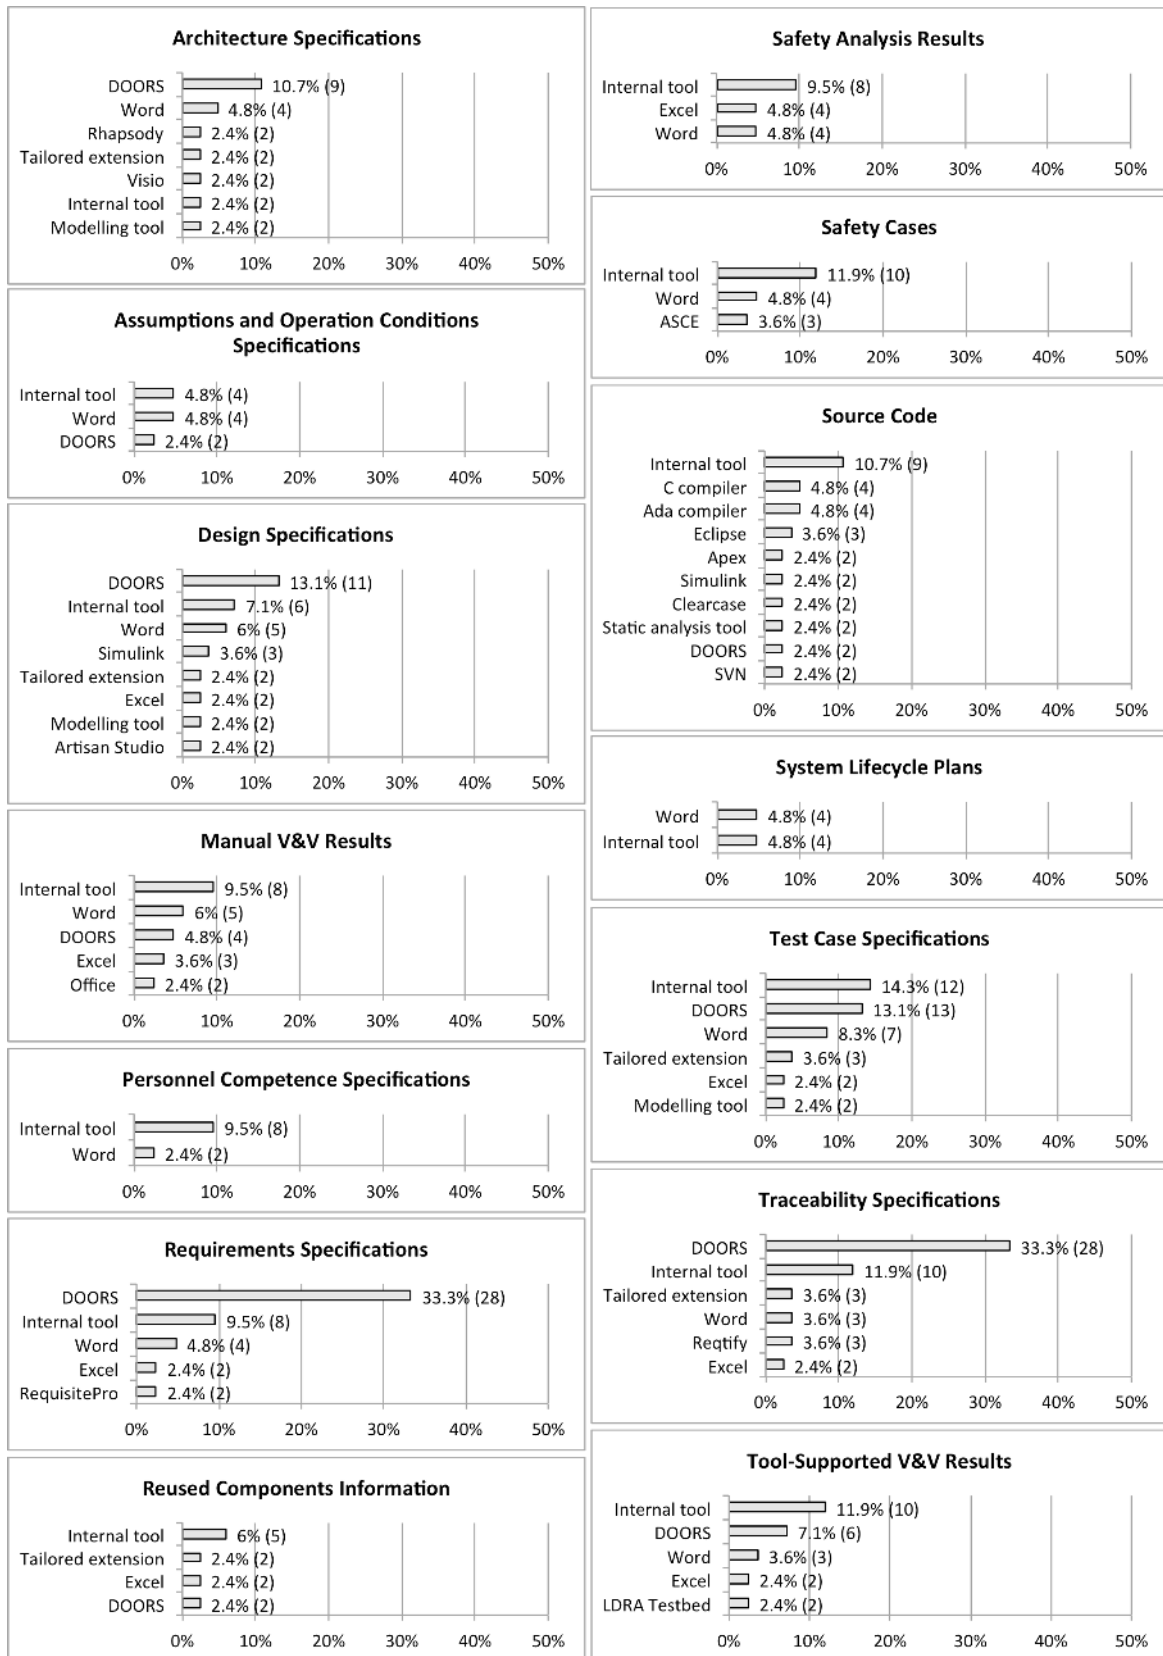 Architecture Specifications
DOORS 10.7% (9)
Word 4.8% (4)
Rhapsody 2.4% (2)
Tailored extension 2.4% (2)
Visio 2.4% (2)
Internal tool 2.4% (2)
Modelling tool 2.4% (2)
0% 10% 20% 30% 40% 50%
Assumptions and Operation Conditions
Specifications
Internal tool 4.8% (4)
Word 4.8% (4)
DOORS 2.4% (2)
0% 10% 20% 30% 40% 50%
Design Specifications
DOORS 13.1% (11)
Internal tool 7.1% (6)
Word 6% (5)
Simulink 3.6% (3)
Tailored extension 2.4% (2)
Excel 2.4% (2)
Modelling tool 2.4% (2)
Artisan Studio 2.4% (2)
0% 10% 20% 30% 40% 50%
Manual V&V Results
Internal tool 9.5% (8)
Word 6% (5)
DOORS 4.8% (4)
Excel 3.6% (3)
Office 2.4% (2)
0% 10% 20% 30% 40% 50%
Personnel Competence Specifications
Internal tool 9.5% (8)
Word 2.4% (2)
0% 10% 20% 30% 40% 50%
Requirements Specifications
DOORS 33.3% (28)
Internal tool 9.5% (8)
Word 4.8% (4)
Excel 2.4% (2)
RequisitePro 2.4% (2)
0% 10% 20% 30% 40% 50%
Reused Components Information
Internal tool 6% (5)
Tailored extension 2.4% (2)
Excel 2.4% (2)
DOORS 2.4% (2)
0% 10% 20% 30% 40% 50%
Safety Analysis Results
Internal tool 9.5% (8)
Excel 4.8% (4)
Word 4.8% (4)
0% 10% 20% 30% 40% 50%
Safety Cases
Internal tool 11.9% (10)
Word 4.8% (4)
ASCE 3.6% (3)
0% 10% 20% 30% 40% 50%
Source Code
Internal tool 10.7% (9)
C compiler 4.8% (4)
Ada compiler 4.8% (4)
Eclipse 3.6% (3)
Apex 2.4% (2)
Simulink 2.4% (2)
Clearcase 2.4% (2)
Static analysis tool 2.4% (2)
DOORS 2.4% (2)
SVN 2.4% (2)
0% 10% 20% 30% 40% 50%
System Lifecycle Plans
Word 4.8% (4)
Internal tool 4.8% (4)
0% 10% 20% 30% 40% 50%
Test Case Specifications
Internal tool 14.3% (12)
DOORS 13.1% (13)
Word 8.3% (7)
Tailored extension 3.6% (3)
Excel 2.4% (2)
Modelling tool 2.4% (2)
0% 10% 20% 30% 40% 50%
Traceability Specifications
DOORS 33.3% (28)
Internal tool 11.9% (10)
Tailored extension 3.6% (3)
Word 3.6% (3)
Reqtify 3.6% (3)
Excel 2.4% (2)
0% 10% 20% 30% 40% 50%
Tool-Supported V&V Results
Internal tool 11.9% (10)
DOORS 7.1% (6)
Word 3.6% (3)
Excel 2.4% (2)
LDRA Testbed 2.4% (2)
0% 10% 20% 30% 40% 50%